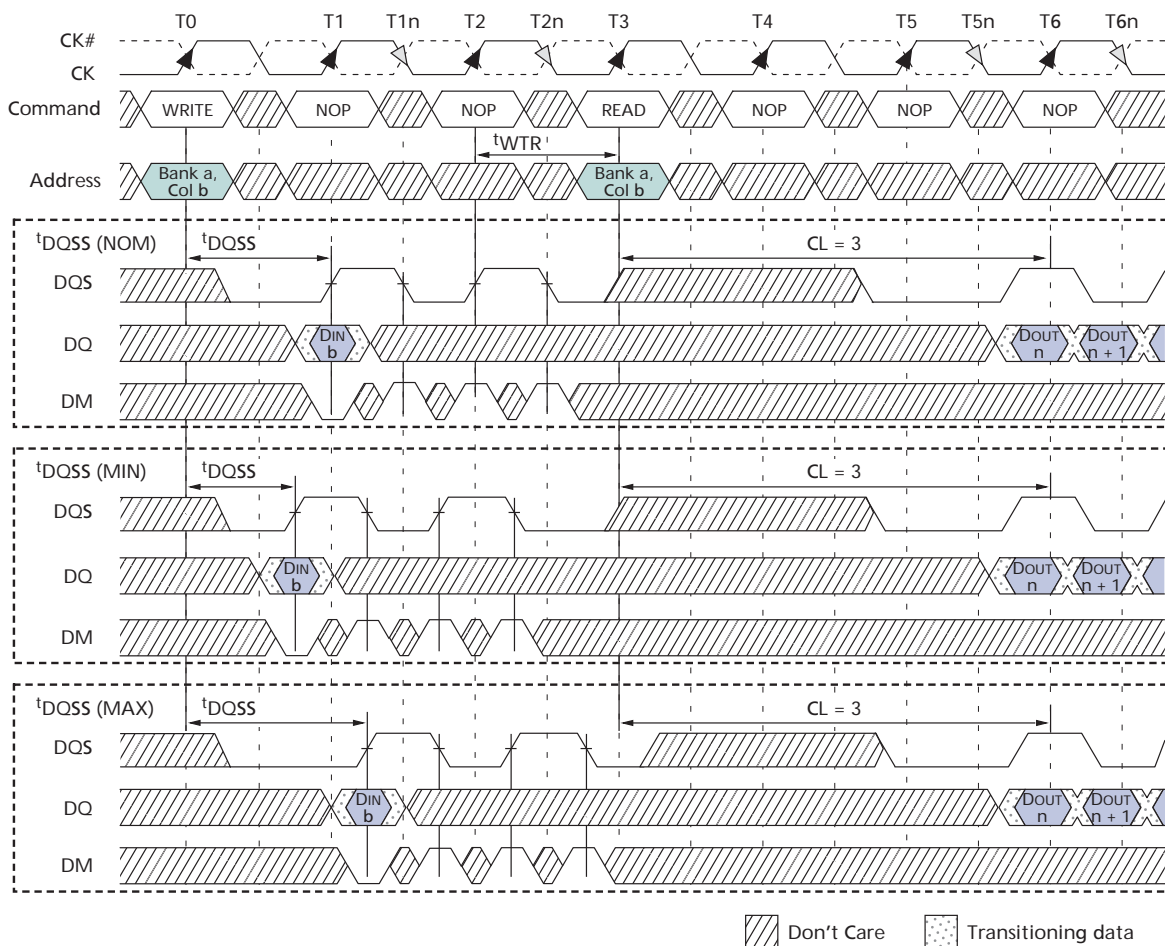 T0 T1 T1n T2 T2n T3 T4 T5 T5n T6 T6n
CK#
CK
Command WRITE NOP NOP READ NOP NOP NOP
tWTR
Address Bank a, Col b Bank a, Col b
tDQSS (NOM) tDQSS CL = 3
DQS
DQ DIN b DOUT n DOUT n + 1
DM
tDQSS (MIN) tDQSS CL = 3
DQS
DQ DIN b DOUT n DOUT n + 1
DM
tDQSS (MAX) tDQSS CL = 3
DQS
DQ DIN b DOUT n DOUT n + 1
DM
Don't Care Transitioning data